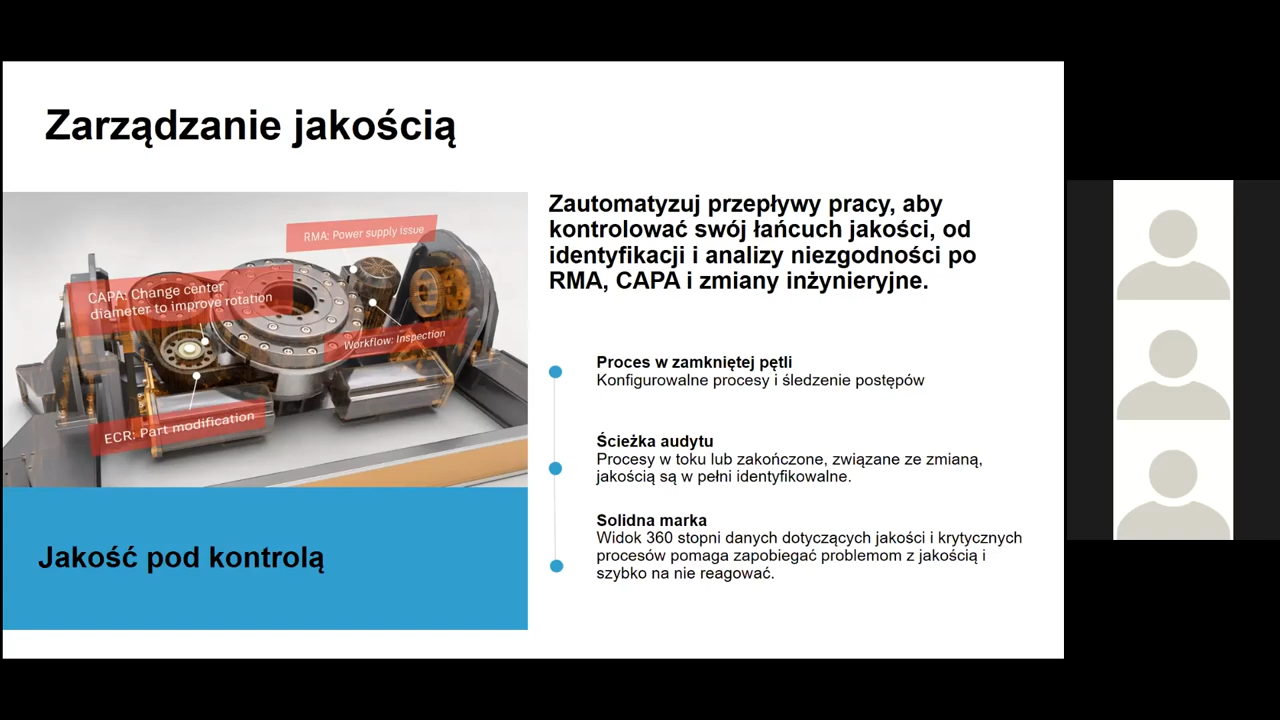 Zarządzanie jakością
RMA: Power supply issue
CAPA: Change center
diameter to improve rotation
Workflow: Inspection
ECR: Part modification
Jakość pod kontrolą
Zautomatyzuj przepływy pracy, aby
kontrolować swój łańcuch jakości, od
identyfikacji i analizy niezgodności po
RMA, CAPA i zmiany inżynieryjne.
Proces w zamkniętej pętli
Konfigurowalne procesy i śledzenie postępów
Ścieżka audytu
Procesy w toku lub zakończone, związane ze zmianą,
jakością są w pełni identyfikowalne.
Solidna marka
Widok 360 stopni danych dotyczących jakości i krytycznych
procesów pomaga zapobiegać problemom z jakością i
szybko na nie reagować.